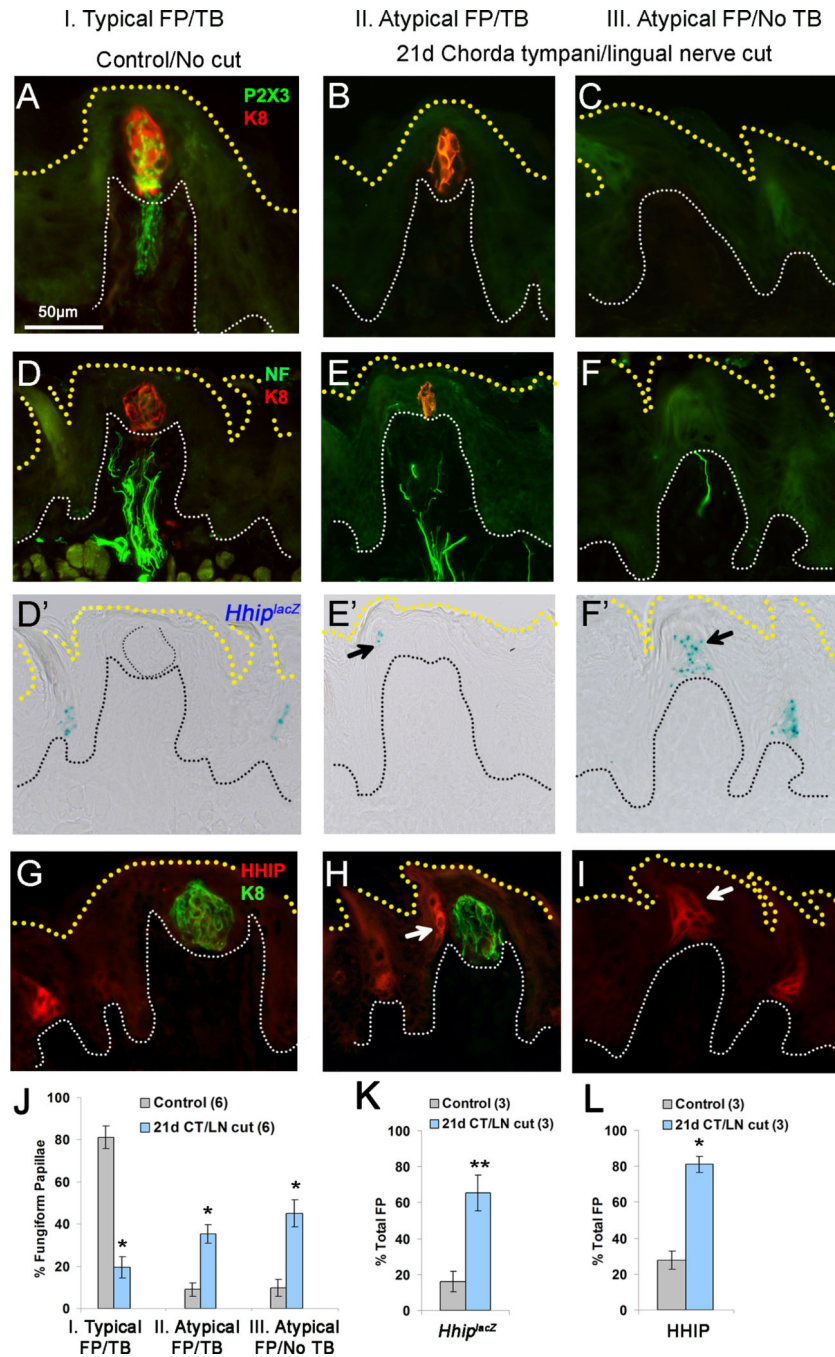 I. Typical FP/TB
II. Atypical FP/TB
III. Atypical FP/No TB
Control/No cut
21d Chorda tympani/lingual nerve cut
A
P2X3
K8
50µm
B
C
D
NF
K8
E
F
D'
Hhip^lacZ
E'
F'
G
HHIP
K8
H
I
J
Control (6)
21d CT/LN cut (6)
% Fungiform Papillae
100
80
60
40
20
0
*
*
*
I. Typical FP/TB
II. Atypical FP/TB
III. Atypical FP/No TB
K
Control (3)
21d CT/LN cut (3)
% Total FP
100
80
60
40
20
0
**
Hhip^lacZ
L
Control (3)
21d CT/LN cut (3)
% Total FP
100
80
60
40
20
0
*
HHIP